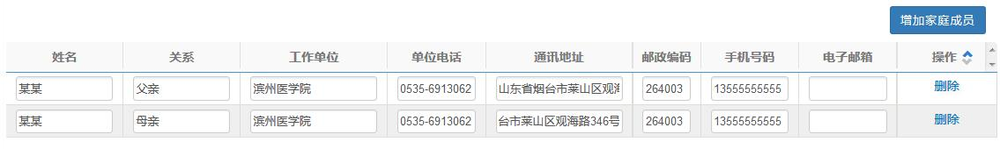 增加家庭成员
姓名 关系 工作单位 单位电话 通讯地址 邮政编码 手机号码 电子邮箱 操作
某某 父亲 滨州医学院 0535-6913062 山东省烟台市莱山区观海 264003 13555555555 删除
某某 母亲 滨州医学院 0535-6913062 台市莱山区观海路346号 264003 13555555555 删除